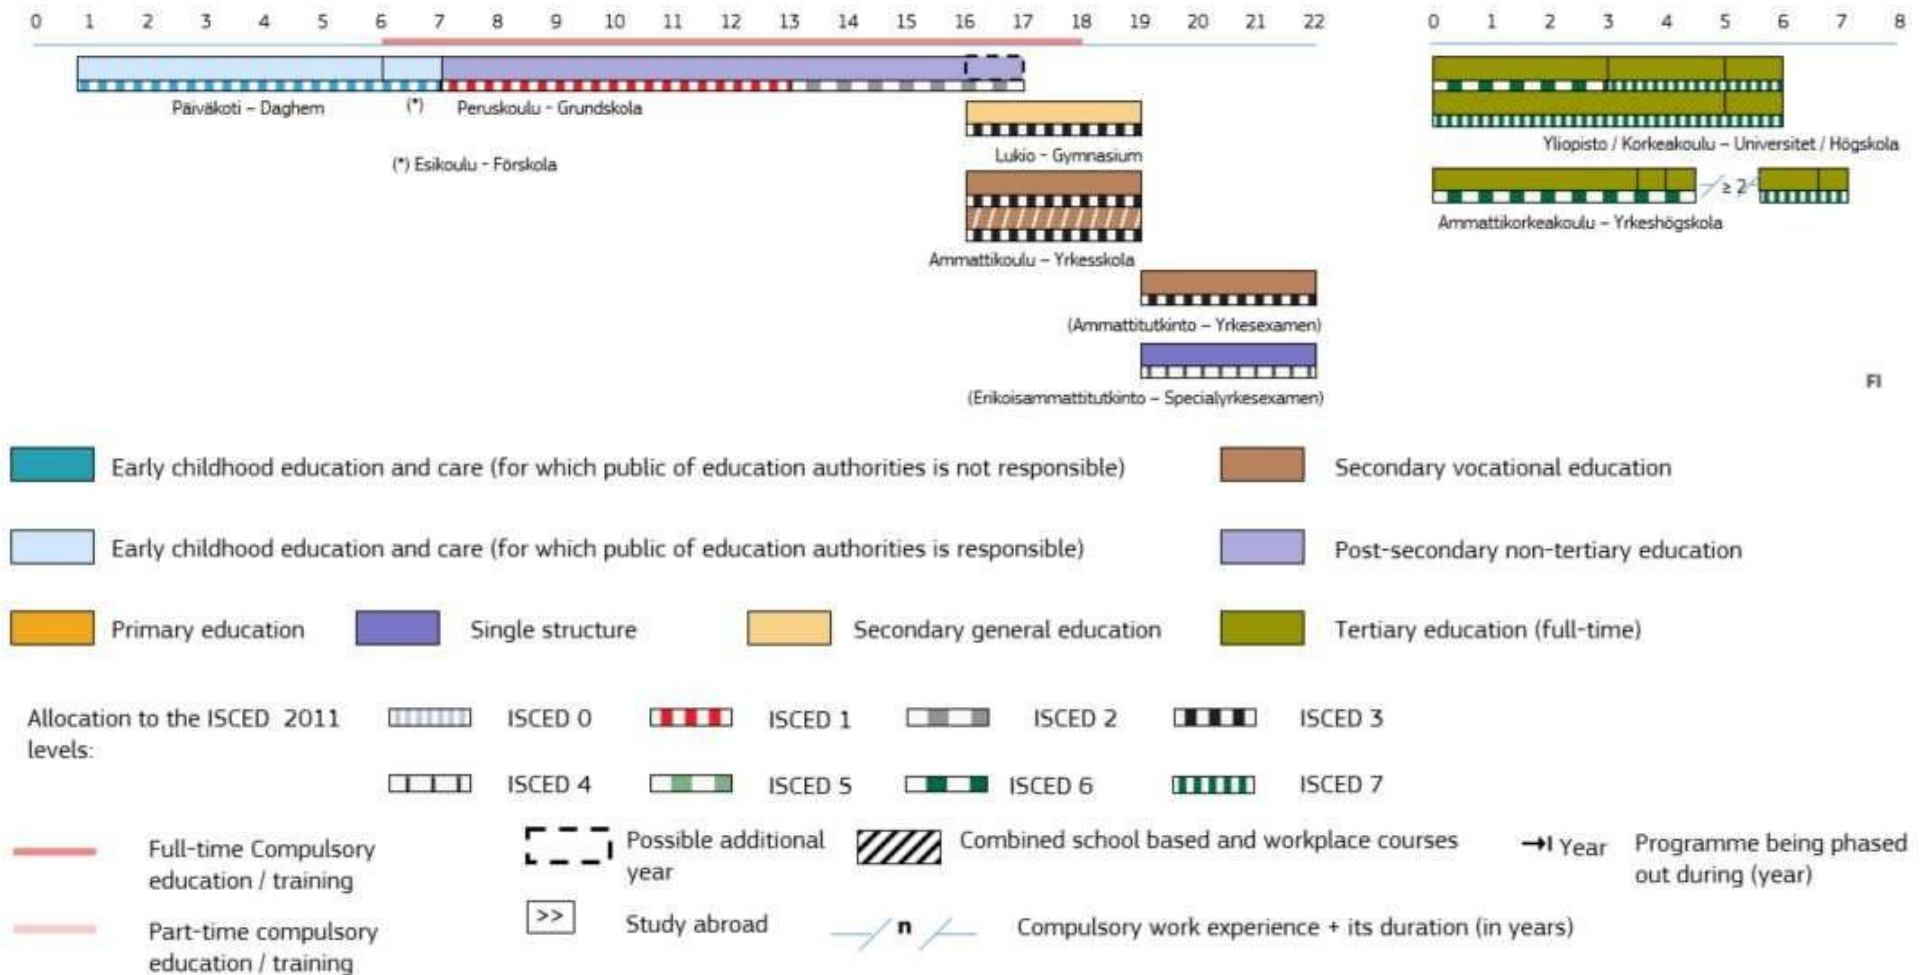 0 1 2 3 4 5 6 7 8 9 10 11 12 13 14 15 16 17 18 19 20 21 22
0 1 2 3 4 5 6 7 8
Päiväkoti – Daghem
(*)
Peruskoulu - Grundskola
(*) Esikoulu - Förskola
Lukio - Gymnasium
Ammattikoulu – Yrkesskola
(Ammattitutkinto – Yrkesexamen)
(Erikoisammattitutkinto – Specialyrkesexamen)
Yliopisto / Korkeakoulu – Universitet / Högskola
≥ 2
Ammattikorkeakoulu – Yrkeshögskola
FI
Early childhood education and care (for which public of education authorities is not responsible)
Secondary vocational education
Early childhood education and care (for which public of education authorities is responsible)
Post-secondary non-tertiary education
Primary education
Single structure
Secondary general education
Tertiary education (full-time)
Allocation to the ISCED 2011
levels:
ISCED 0
ISCED 1
ISCED 2
ISCED 3
ISCED 4
ISCED 5
ISCED 6
ISCED 7
Full-time Compulsory
education / training
Possible additional
year
Combined school based and workplace courses
Year
Programme being phased
out during (year)
Part-time compulsory
education / training
>>
Study abroad
n
Compulsory work experience + its duration (in years)